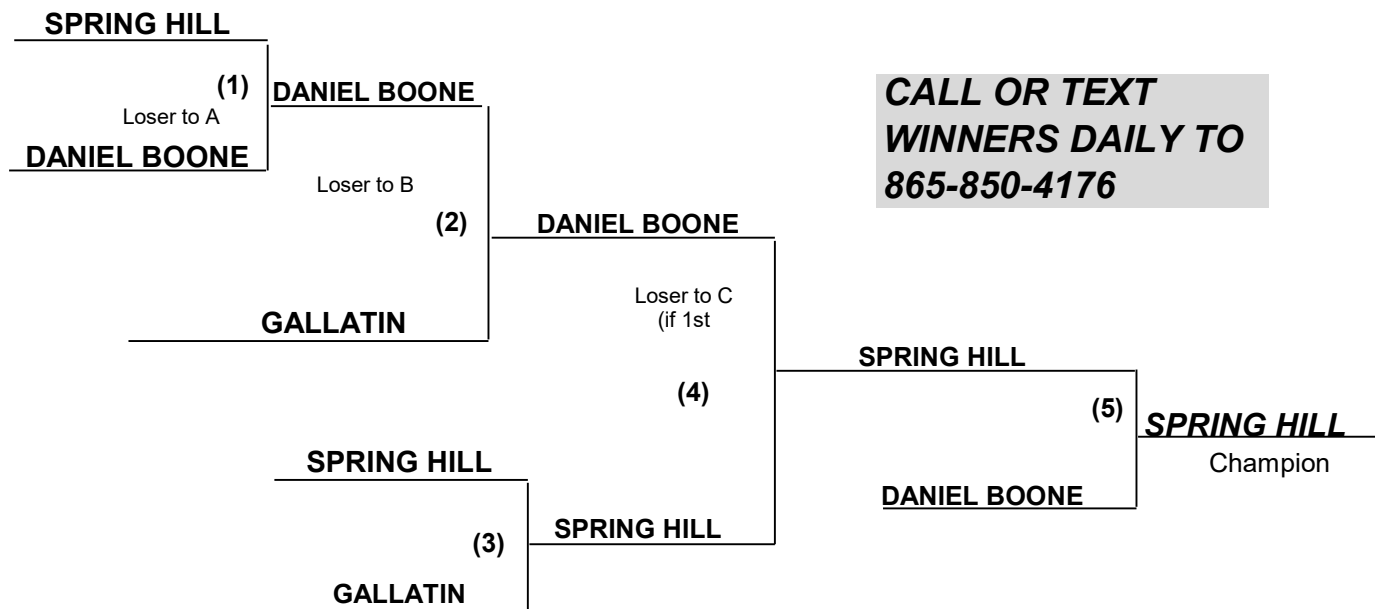 SPRING HILL
(1)
Loser to A
DANIEL BOONE
DANIEL BOONE
Loser to B
(2)
GALLATIN
DANIEL BOONE
CALL OR TEXT
WINNERS DAILY TO
865-850-4176
Loser to C
(if 1st
(4)
SPRING HILL
(3)
GALLATIN
SPRING HILL
SPRING HILL
(5)
DANIEL BOONE
SPRING HILL
Champion